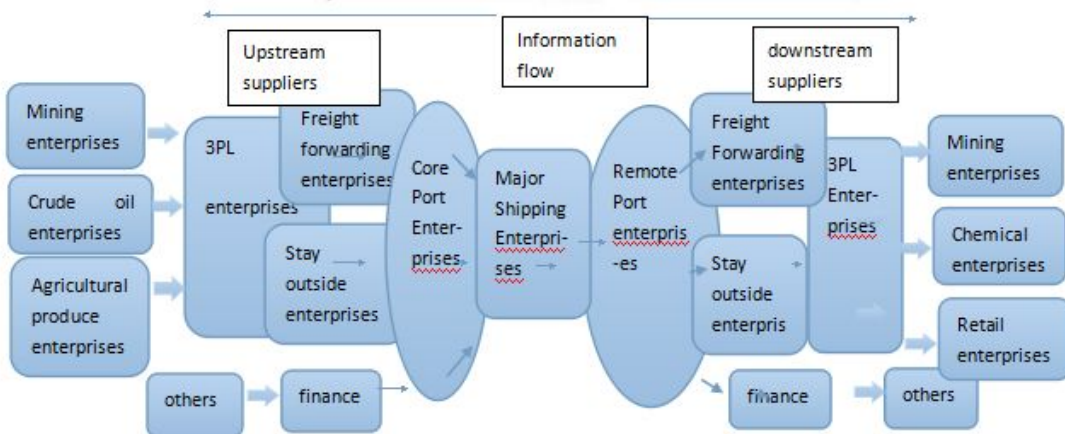 Upstream
suppliers
Information
flow
downstream
suppliers
Mining
enterprises
Crude oil
enterprises
Agricultural
produce
enterprises
3PL
enterprises
Freight
forwarding
enterprises
Stay
outside
enterprises
others
finance
Core
Port
Enter-
prises
Major
Shipping
Enterpri-
ses
Remote
Port
enterpris
-es
Freight
Forwarding
enterprises
Stay
outside
enterpris
3PL
Enter-
prises
Mining
enterprises
Chemical
enterprises
Retail
enterprises
finance
others